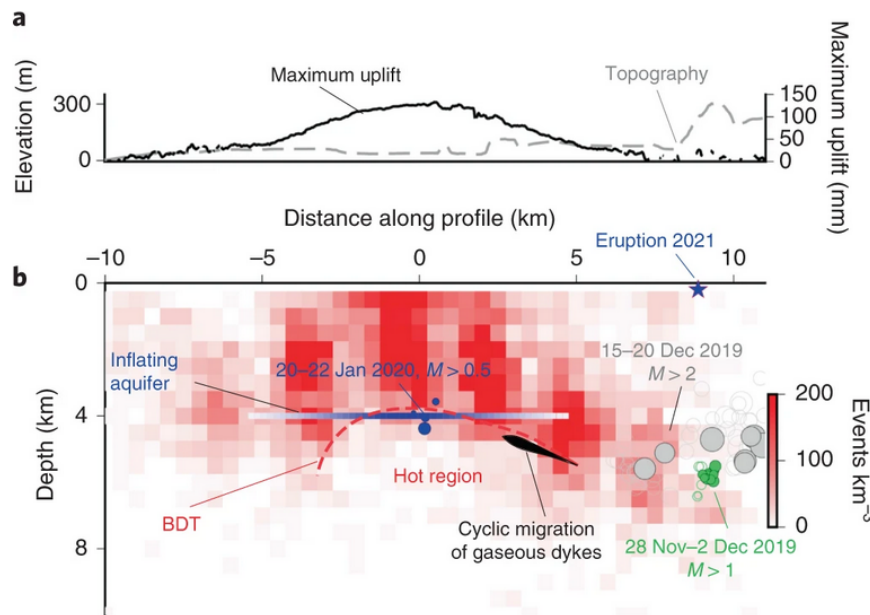 a
Elevation (m)
300
0
Maximum uplift
Topography
150
100
50
0
Maximum uplift (mm)
Distance along profile (km)
−10
−5
0
5
10
b
Eruption 2021
0
4
8
Depth (km)
Inflating
aquifer
20–22 Jan 2020, M > 0.5
15–20 Dec 2019
M > 2
BDT
Hot region
Cyclic migration
of gaseous dykes
28 Nov–2 Dec 2019
M > 1
200
100
0
Events km⁻³